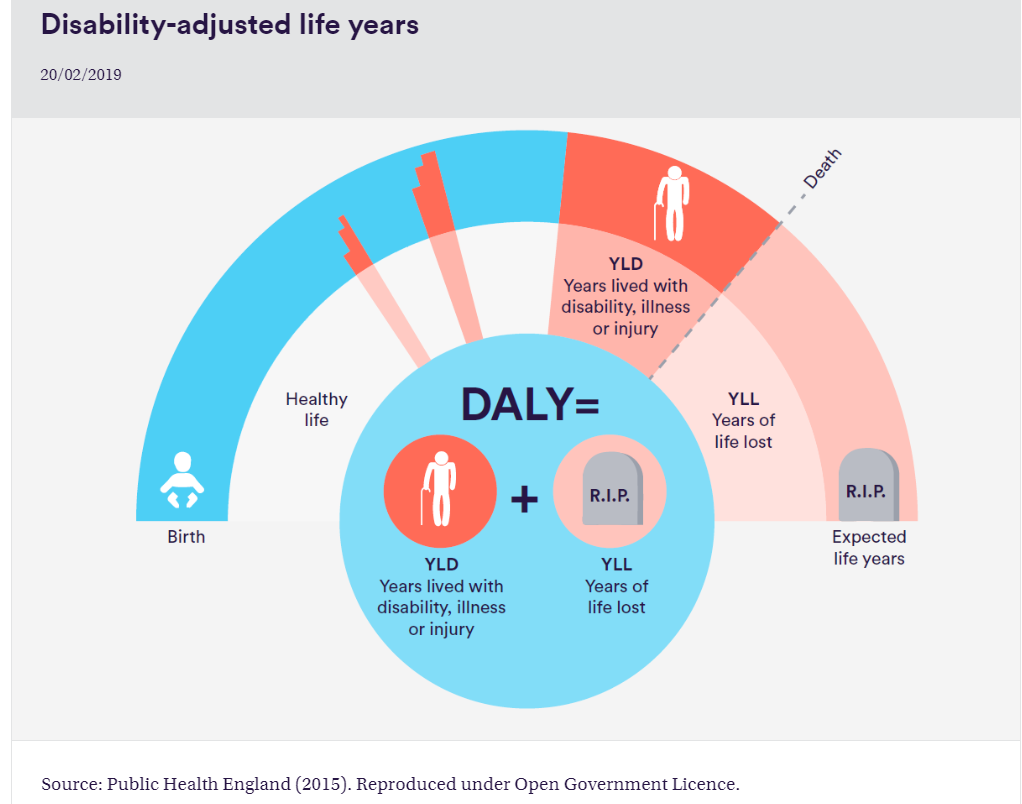 Disability-adjusted life years
20/02/2019
Death
YLD
Years lived with
disability, illness
or injury
Healthy
life
YLL
Years of
life lost
DALY=
R.I.P.
+
R.I.P.
Birth
Expected
life years
YLD
Years lived with
disability, illness
or injury
YLL
Years of
life lost
Source: Public Health England (2015). Reproduced under Open Government Licence.